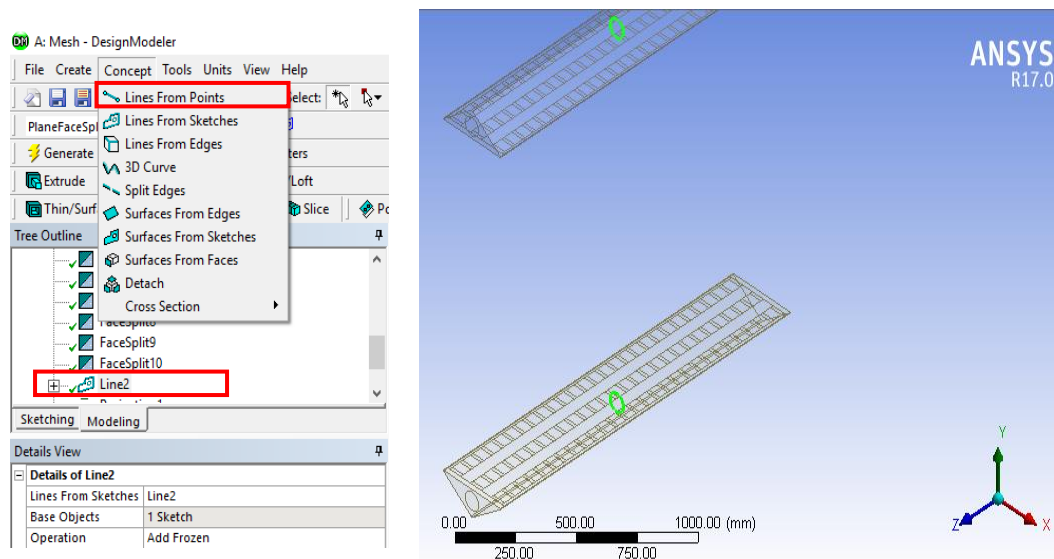 A: Mesh - DesignModeler
File Create Concept Tools Units View Help
Lines From Points
elect:
PlaneFaceSpl
Lines From Sketches
Generate
Lines From Edges
ters
3D Curve
Extrude
/Loft
Split Edges
Thin/Surf
Surfaces From Edges
Slice
Po
Tree Outline
Surfaces From Sketches
Surfaces From Faces
Detach
Cross Section
FaceSplit8
FaceSplit9
FaceSplit10
Line2
Sketching Modeling
Details View
Details of Line2
Lines From Sketches Line2
Base Objects 1 Sketch
Operation Add Frozen
ANSYS
R17.0
0.00 500.00 1000.00 (mm)
250.00 750.00
Y
Z X